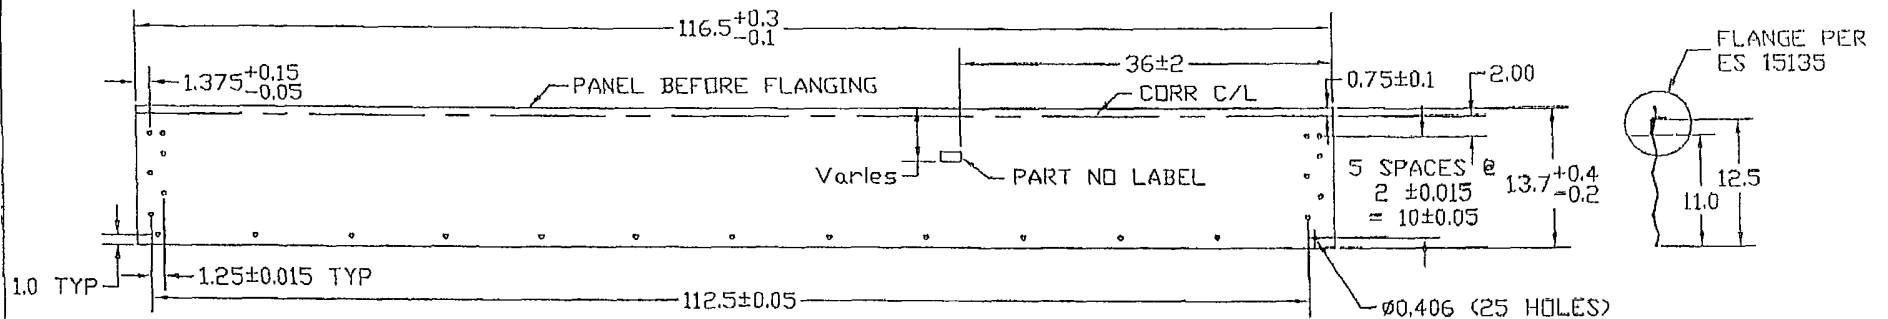 116.5+0.3
-0.1
FLANGE PER
ES 15135
36±2
1.375+0.15
-0.05
PANEL BEFORE FLANGING
CORR C/L
0.75±0.1
2.00
Varies
PART NO LABEL
5 SPACES @
2 ±0.015
= 10±0.05
13.7+0.4
-0.2
11.0
12.5
1.0 TYP
1.25±0.015 TYP
112.5±0.05
ø0.406 (25 HOLES)